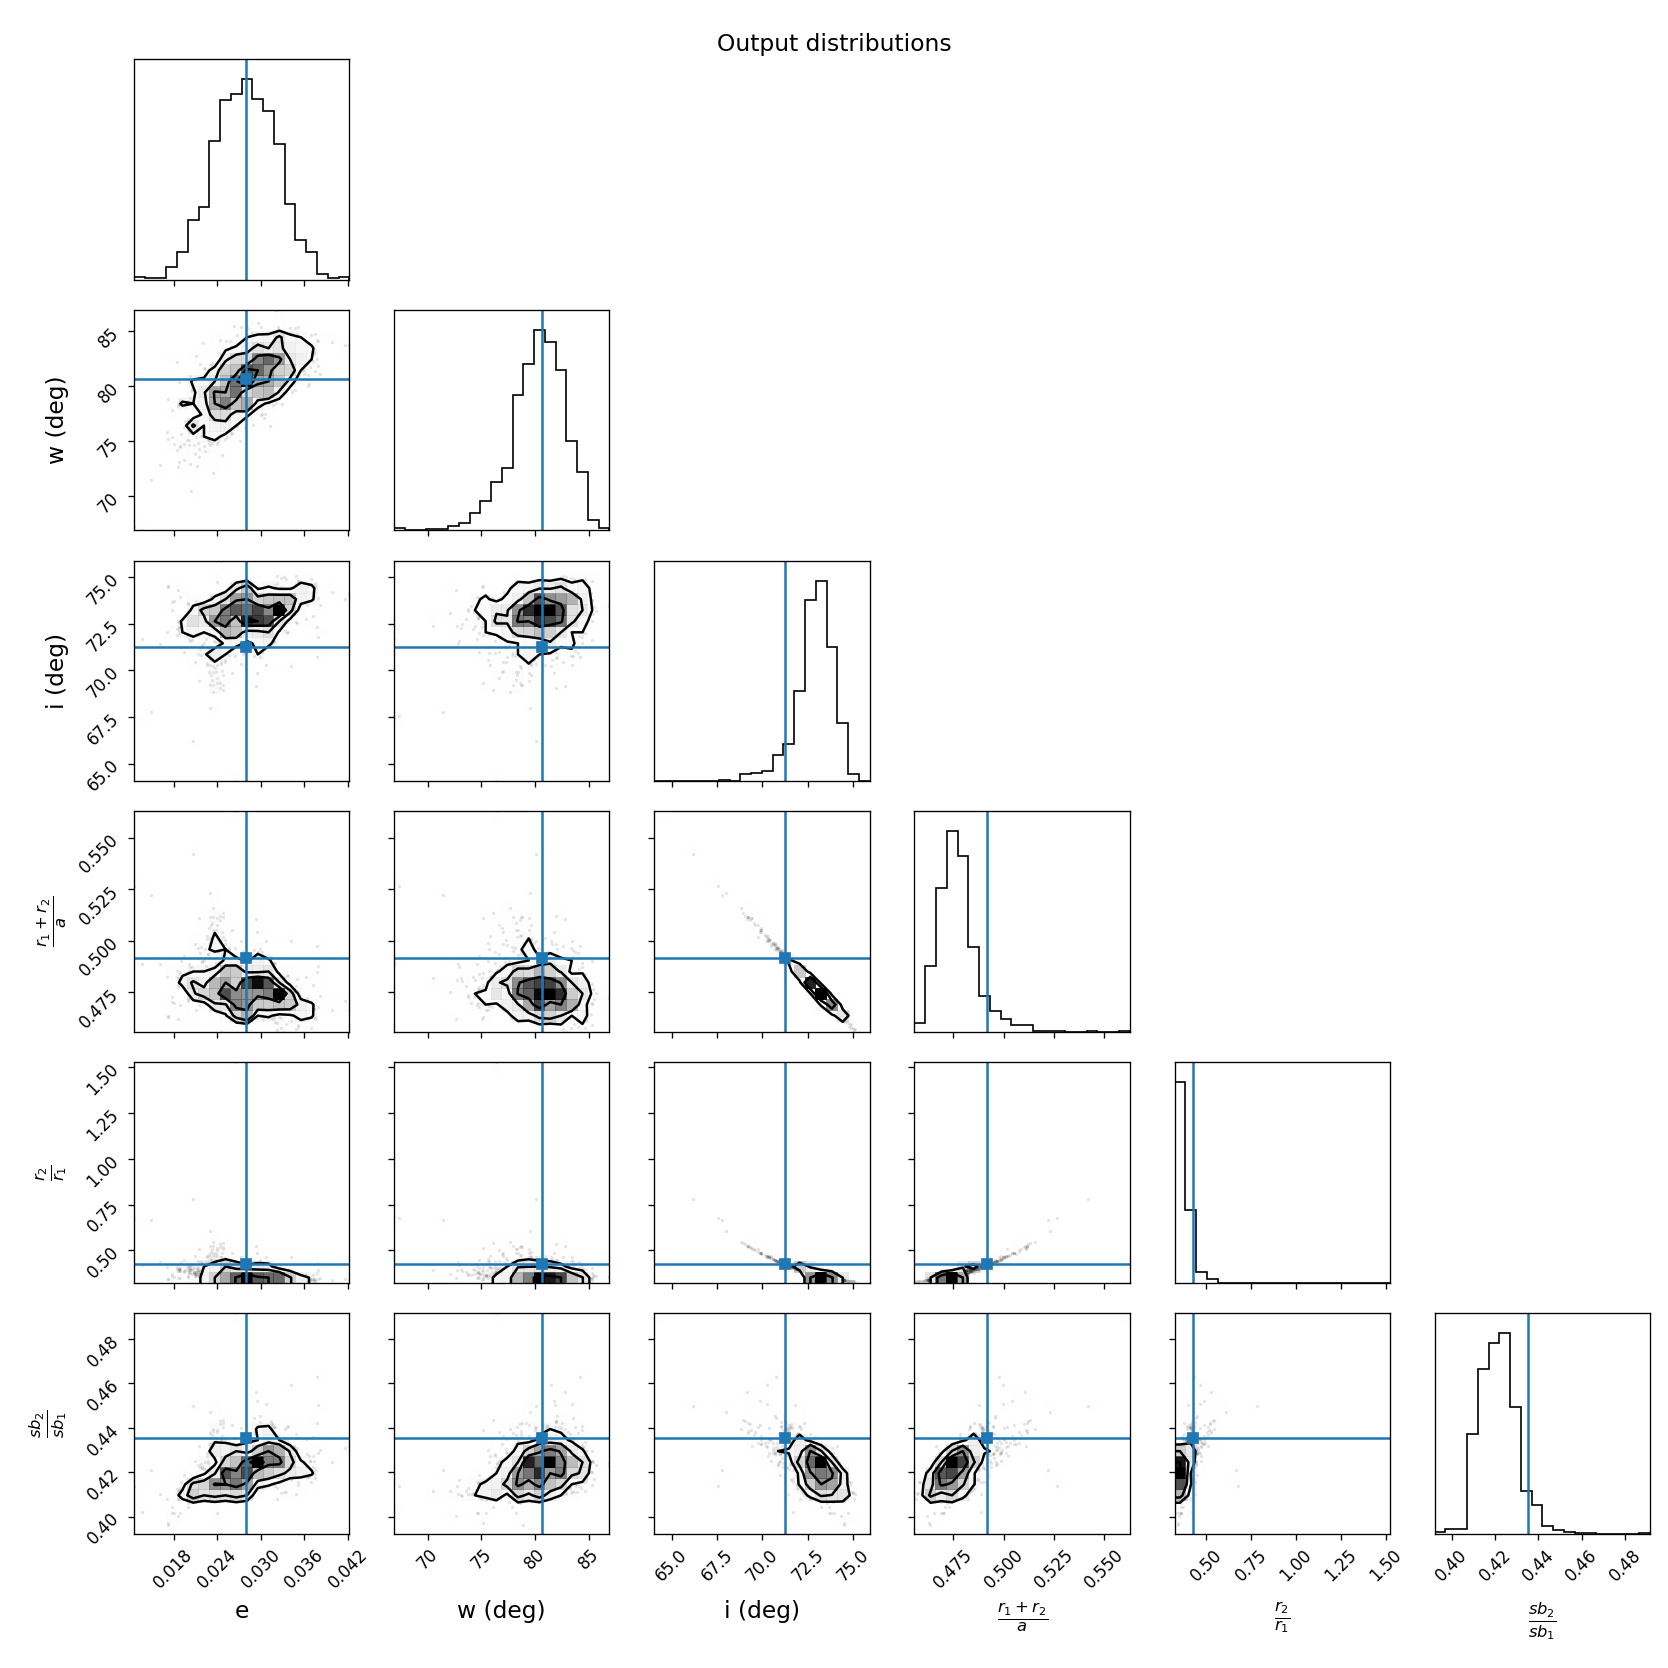 Output distributions
w (deg)
85
80
75
70
i (deg)
75.0
72.5
70.0
67.5
65.0
r1 + r2
a
0.550
0.525
0.500
0.475
r2
r1
1.50
1.25
1.00
0.75
0.50
sb2
sb1
0.48
0.46
0.44
0.42
0.40
0.018 0.024 0.030 0.036 0.042
70 75 80 85
65.0 67.5 70.0 72.5 75.0
0.475 0.500 0.525 0.550
0.50 0.75 1.00 1.25 1.50
0.40 0.42 0.44 0.46 0.48
e
w (deg)
i (deg)
r1 + r2
a
r2
r1
sb2
sb1